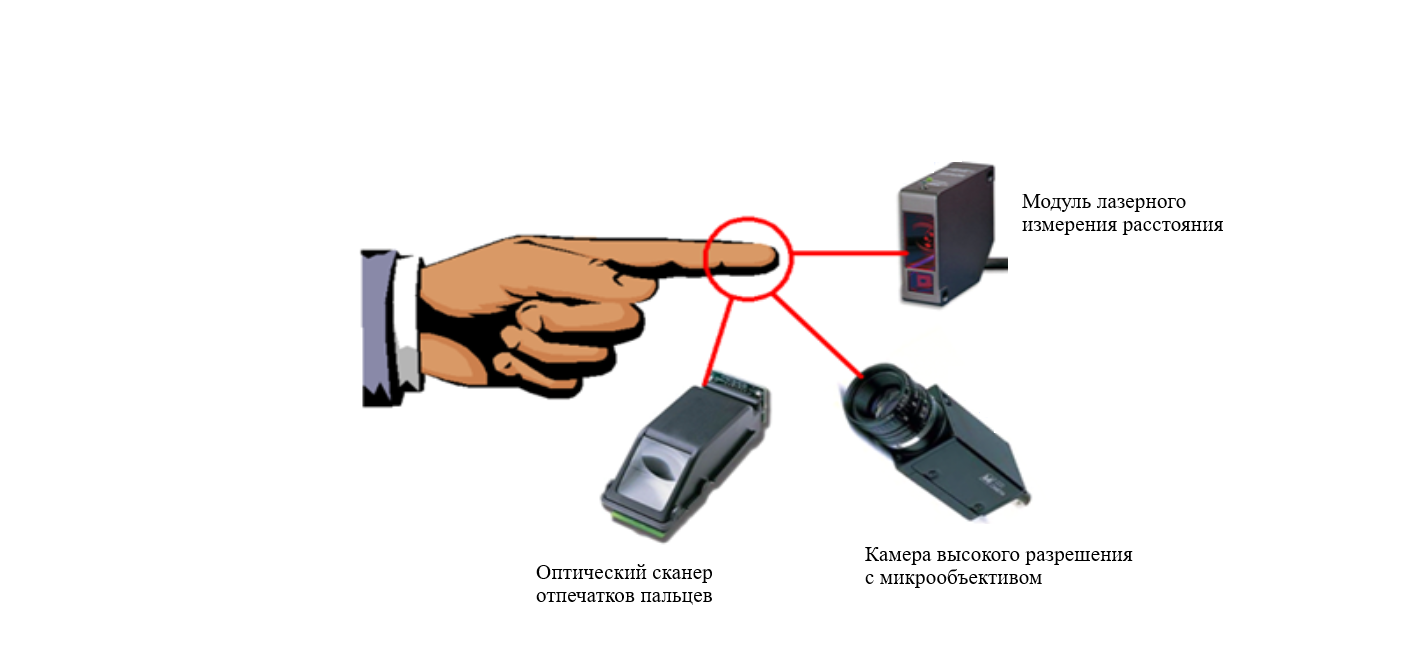 Модуль лазерного
измерения расстояния
Камера высокого разрешения
с микрообъективом
Оптический сканер
отпечатков пальцев